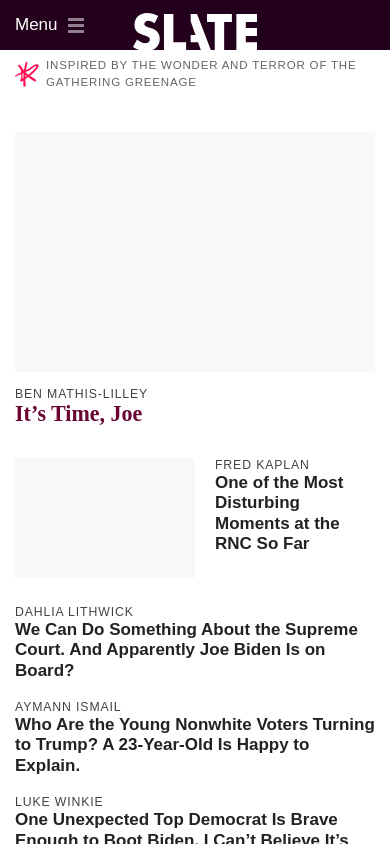 Menu
SLATE
INSPIRED BY THE WONDER AND TERROR OF THE
GATHERING GREENAGE
BEN MATHIS-LILLEY
It’s Time, Joe
FRED KAPLAN
One of the Most
Disturbing
Moments at the
RNC So Far
DAHLIA LITHWICK
We Can Do Something About the Supreme
Court. And Apparently Joe Biden Is on
Board?
AYMANN ISMAIL
Who Are the Young Nonwhite Voters Turning
to Trump? A 23-Year-Old Is Happy to
Explain.
LUKE WINKIE
One Unexpected Top Democrat Is Brave
Enough to Boot Biden. I Can’t Believe It’s